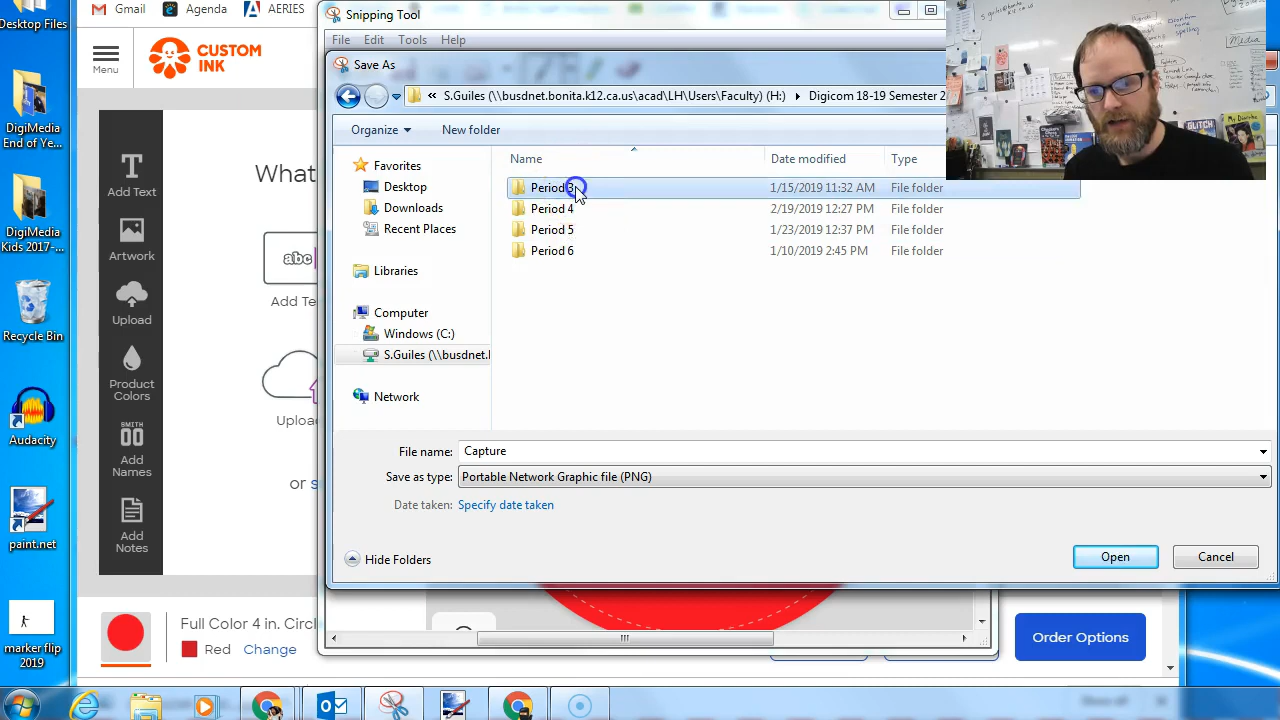 Desktop Files
DigiMedia
End of Ye...
DigiMedia
Kids 2017-...
Recycle Bin
Audacity
paint.net
marker flip
2019
Gmail
Agenda
AERIES
Menu
CUSTOM
INK
Add Text
Artwork
Upload
Product
Colors
SMITH
00
Add
Names
Add
Notes
What
abc
Add Te
Upload
or s
Full Color 4 in. Circl
Red Change
Order Options
Snipping Tool
File Edit Tools Help
Save As
« S.Guiles (\\busdnet.bonita.k12.ca.us\acad\LH\Users\Faculty) (H:) Digicom 18-19 Semester 2
Organize New folder
Favorites
Desktop
Downloads
Recent Places
Libraries
Computer
Windows (C:)
S.Guiles (\\busdnet.
Network
Name Date modified Type
Period 3 1/15/2019 11:32 AM File folder
Period 4 2/19/2019 12:27 PM File folder
Period 5 1/23/2019 12:37 PM File folder
Period 6 1/10/2019 2:45 PM File folder
File name: Capture
Save as type: Portable Network Graphic file (PNG)
Date taken: Specify date taken
Hide Folders
Open
Cancel
Media
GLITCH
Show all